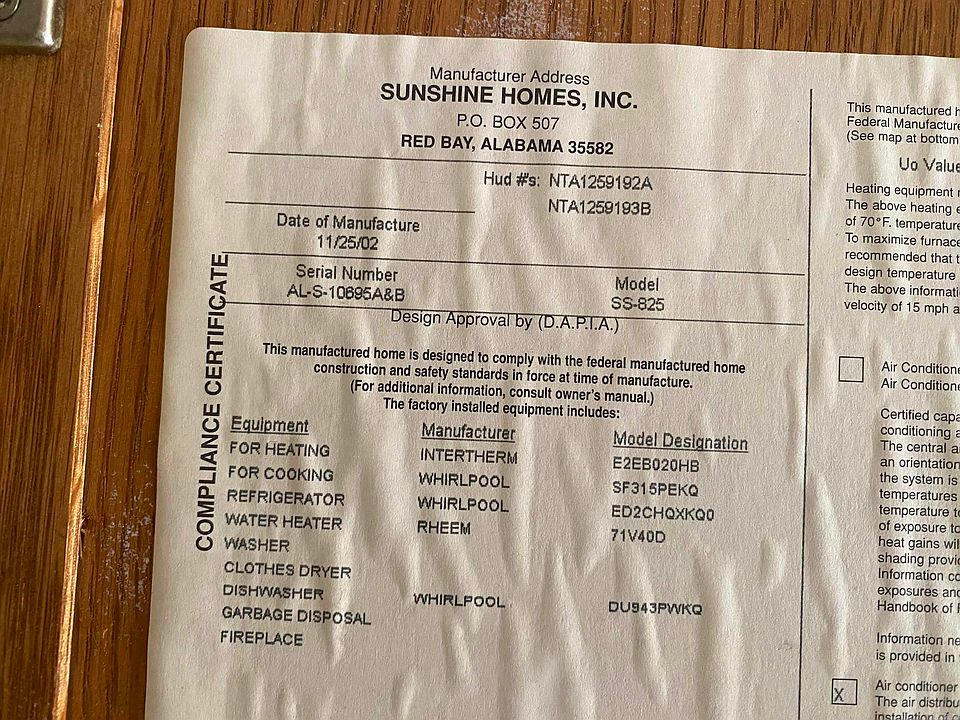 Manufacturer Address
SUNSHINE HOMES, INC.
P.O. BOX 507
RED BAY, ALABAMA 35582
Hud #'s: NTA1259192A
NTA1259193B
Date of Manufacture
11/25/02
Serial Number
AL-S-10695A&B
Model
SS-825
Design Approval by (D.A.P.I.A.)
COMPLIANCE CERTIFICATE
This manufactured home is designed to comply with the federal manufactured home
construction and safety standards in force at time of manufacture.
(For additional information, consult owner's manual.)
The factory installed equipment includes:
Equipment Manufacturer Model Designation
FOR HEATING INTERTHERM E2EB020HB
FOR COOKING WHIRLPOOL SF315PEKQ
REFRIGERATOR WHIRLPOOL ED2CHQXKQ0
WATER HEATER RHEEM 71V40D
WASHER
CLOTHES DRYER
DISHWASHER WHIRLPOOL DU943PWKQ
GARBAGE DISPOSAL
FIREPLACE
This manufactured
Federal Manufacture
(See map at bottom
Uo Value
Heating equipment
The above heating
of 70°F. temperature
To maximize furnace
recommended that
design temperature
The above informati
velocity of 15 mph
Air Conditione
Air Conditione
Certified capa
conditioning
The central
an orientation
the system is
temperatures
temperature to
of exposure to
heat gains wil
shading provi
Information co
exposures and
Handbook of
Information ne
is provided in
X Air conditioner
The air distribu
installation of